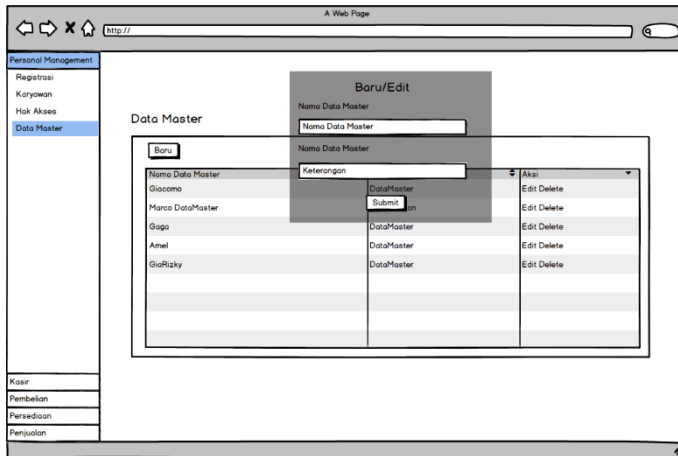 A Web Page
http://
Personal Management
Registrasi
Karyawan
Hak Akses
Data Master
Kasir
Pembelian
Persediaan
Penjualan
Data Master
Baru
Nama Data Master
Aksi
Giacomo
DataMaster
Edit Delete
Marco DataMaster
Edit Delete
Gaga
DataMaster
Edit Delete
Amel
DataMaster
Edit Delete
GiaRizky
DataMaster
Edit Delete
Baru/Edit
Nama Data Master
Nama Data Master
Nama Data Master
Keterangan
Submit